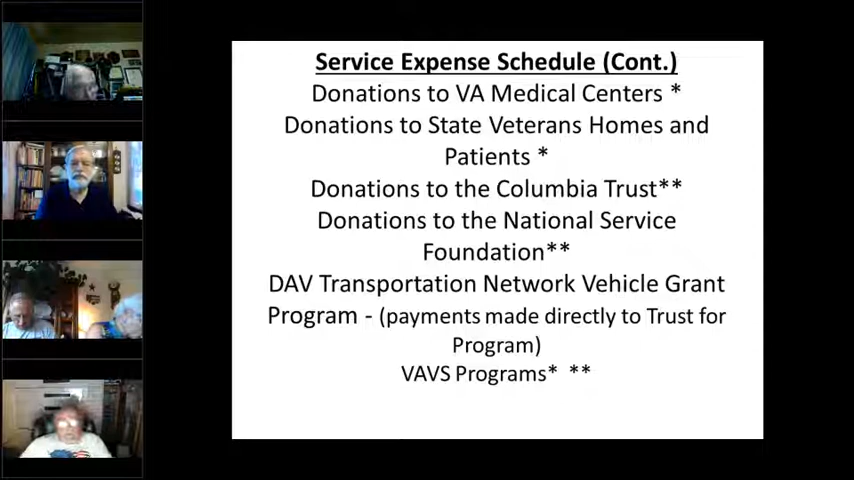 Service Expense Schedule (Cont.)
Donations to VA Medical Centers *
Donations to State Veterans Homes and
Patients *
Donations to the Columbia Trust**
Donations to the National Service
Foundation**
DAV Transportation Network Vehicle Grant
Program - (payments made directly to Trust for
Program)
VAVS Programs* **